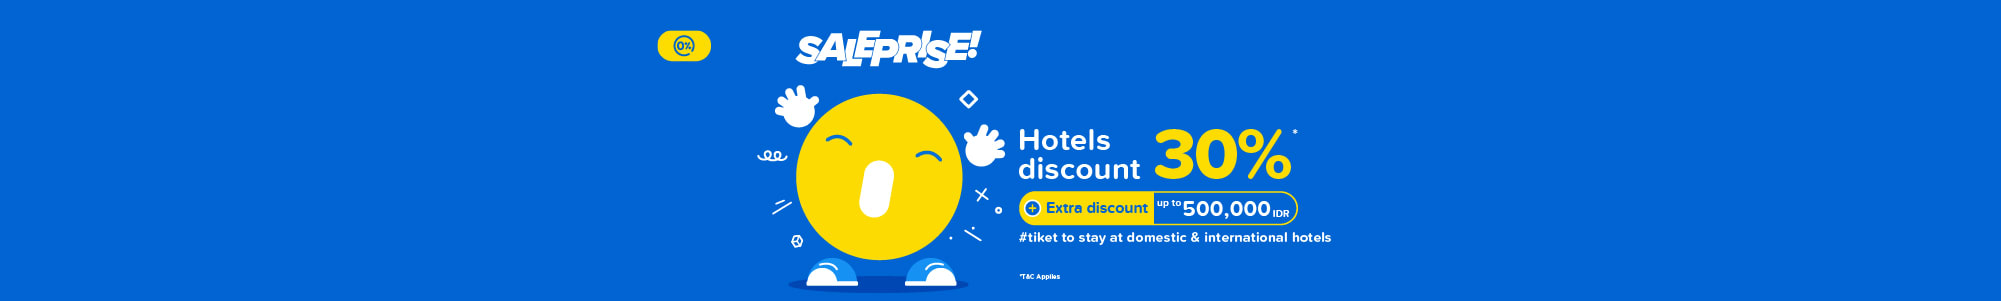 0%
SALEPRISE!
Hotels
discount 30%*
Extra discount up to 500,000 IDR
#tiket to stay at domestic & international hotels
*T&C Applies